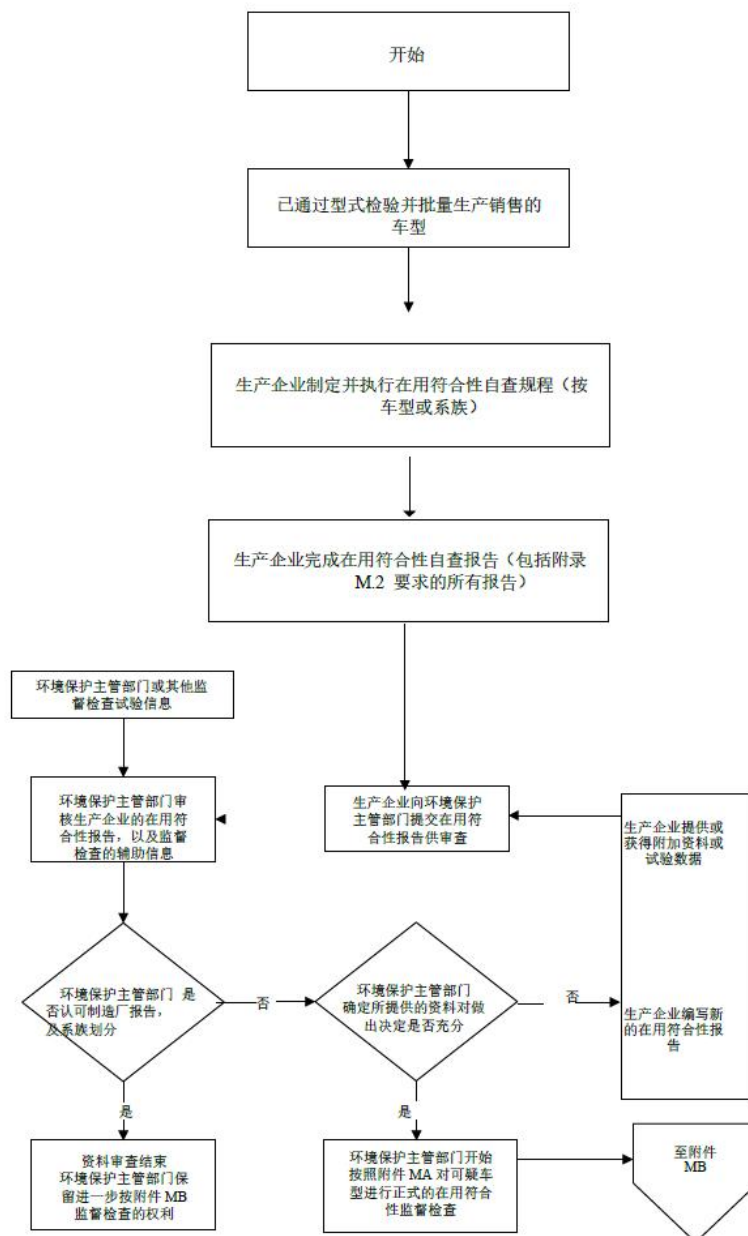 开始
已通过型式检验并批量生产销售的
车型
生产企业制定并执行在用符合性自查规程（按
车型或系族）
生产企业完成在用符合性自查报告（包括附录
M.2 要求的所有报告）
环境保护主管部门或其他监
督检查试验信息
环境保护主管部门审
核生产企业的在用符
合性报告，以及监督
检查的辅助信息
生产企业向环境保护
主管部门提交在用符
合性报告供审查
生产企业提供或
获得附加资料或
试验数据
环境保护主管部门 是
否认可制造厂报告，
及系族划分
否
环境保护主管部门
确定所提供的资料对做
出决定是否充分
否
生产企业编写新
的在用符合性报
告
是
是
资料审查结束
环境保护主管部门保
留进一步按附件 MB
监督检查的权利
环境保护主管部门开始
按照附件 MA 对可疑车
型进行正式的在用符合
性监督检查
至附件
MB